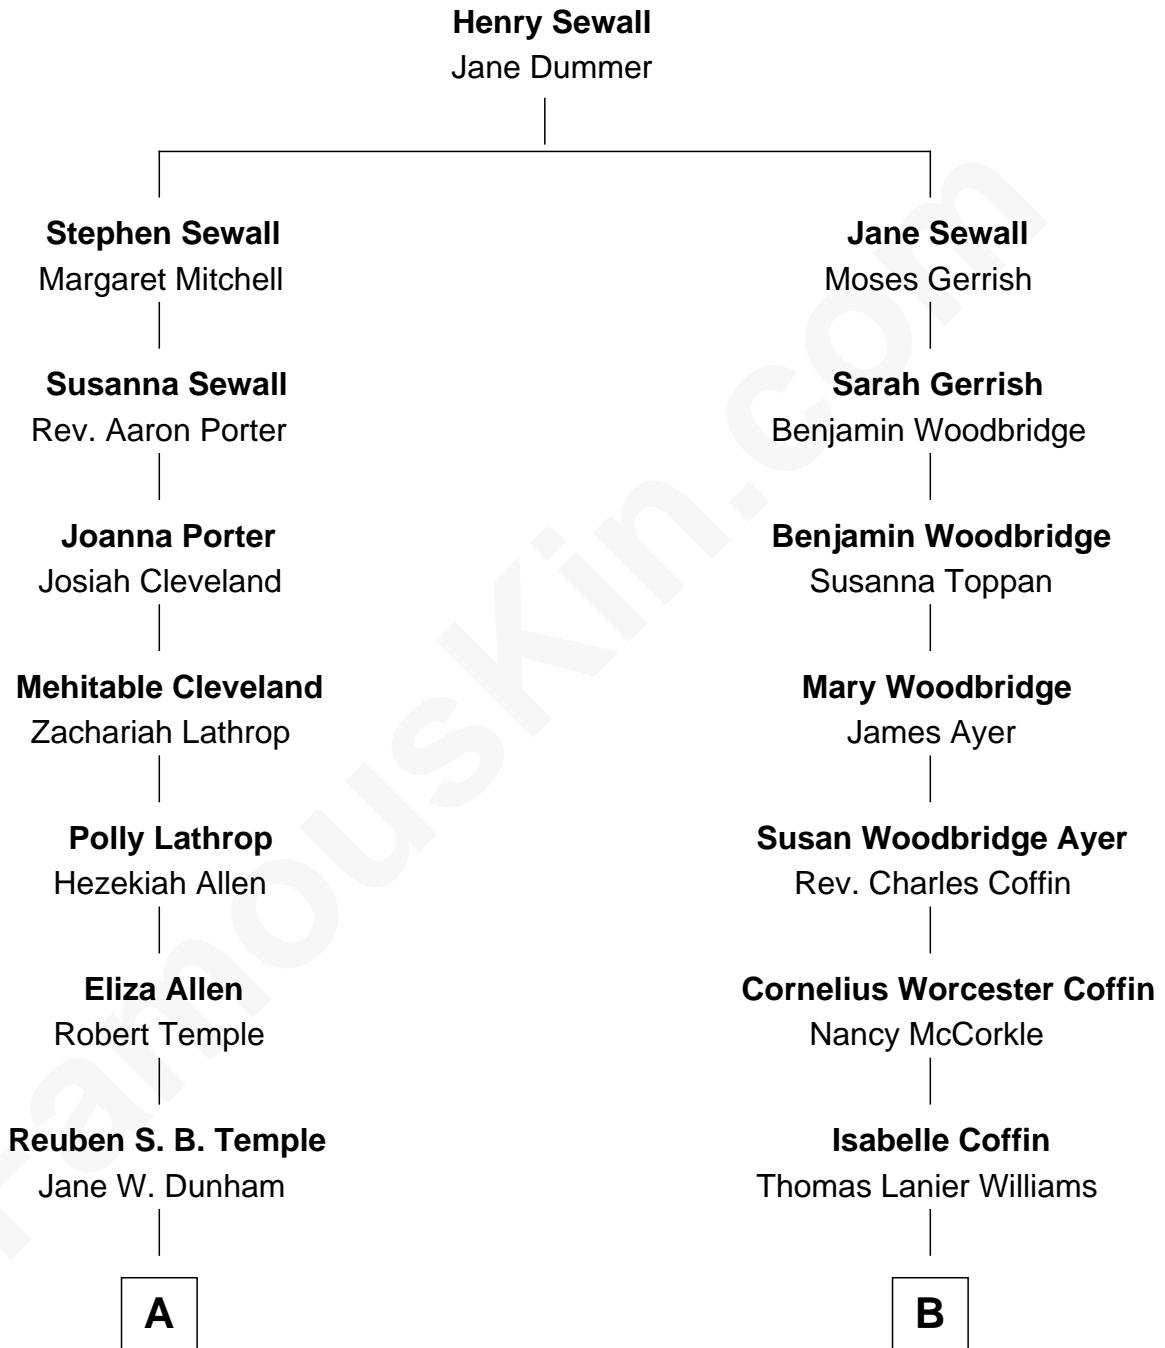 Henry Sewall
Jane Dummer
Stephen Sewall
Margaret Mitchell
Susanna Sewall
Rev. Aaron Porter
Joanna Porter
Josiah Cleveland
Mehitable Cleveland
Zachariah Lathrop
Polly Lathrop
Hezekiah Allen
Eliza Allen
Robert Temple
Reuben S. B. Temple
Jane W. Dunham
A
Jane Sewall
Moses Gerrish
Sarah Gerrish
Benjamin Woodbridge
Benjamin Woodbridge
Susanna Toppan
Mary Woodbridge
James Ayer
Susan Woodbridge Ayer
Rev. Charles Coffin
Cornelius Worcester Coffin
Nancy McCorkle
Isabelle Coffin
Thomas Lanier Williams
B
FamousKin.com